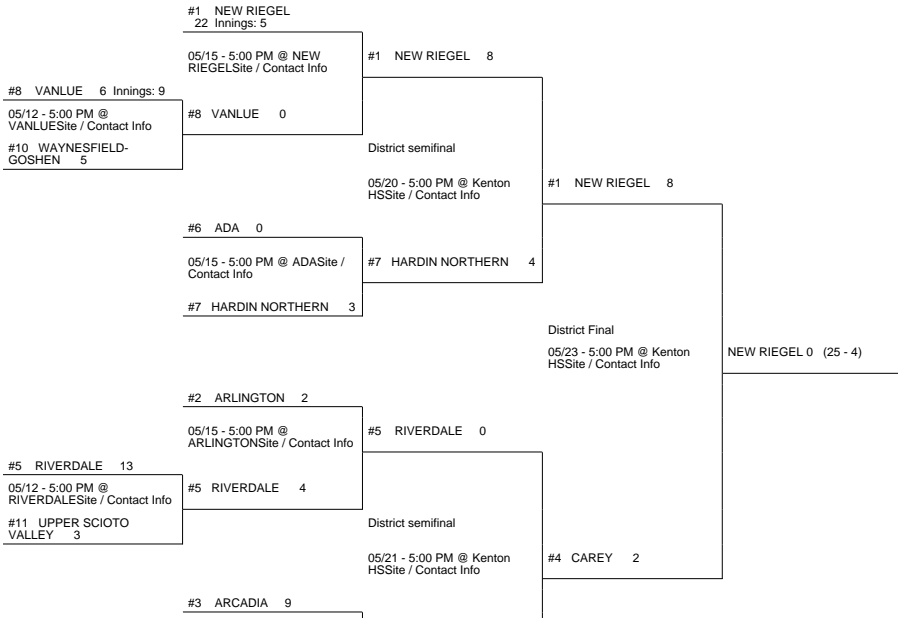 #1 NEW RIEGEL
22 Innings: 5
05/15 - 5:00 PM @ NEW
RIEGELSite / Contact Info
#1 NEW RIEGEL 8
#8 VANLUE 6 Innings: 9
05/12 - 5:00 PM @
VANLUESite / Contact Info
#8 VANLUE 0
#10 WAYNESFIELD-
GOSHEN 5
District semifinal
05/20 - 5:00 PM @ Kenton
HSSite / Contact Info
#1 NEW RIEGEL 8
#6 ADA 0
05/15 - 5:00 PM @ ADASite /
Contact Info
#7 HARDIN NORTHERN 4
#7 HARDIN NORTHERN 3
District Final
05/23 - 5:00 PM @ Kenton
HSSite / Contact Info
NEW RIEGEL 0 (25 - 4)
#2 ARLINGTON 2
05/15 - 5:00 PM @
ARLINGTONSite / Contact Info
#5 RIVERDALE 0
#5 RIVERDALE 13
05/12 - 5:00 PM @
RIVERDALESite / Contact Info
#5 RIVERDALE 4
#11 UPPER SCIOTO
VALLEY 3
District semifinal
05/21 - 5:00 PM @ Kenton
HSSite / Contact Info
#4 CAREY 2
#3 ARCADIA 9